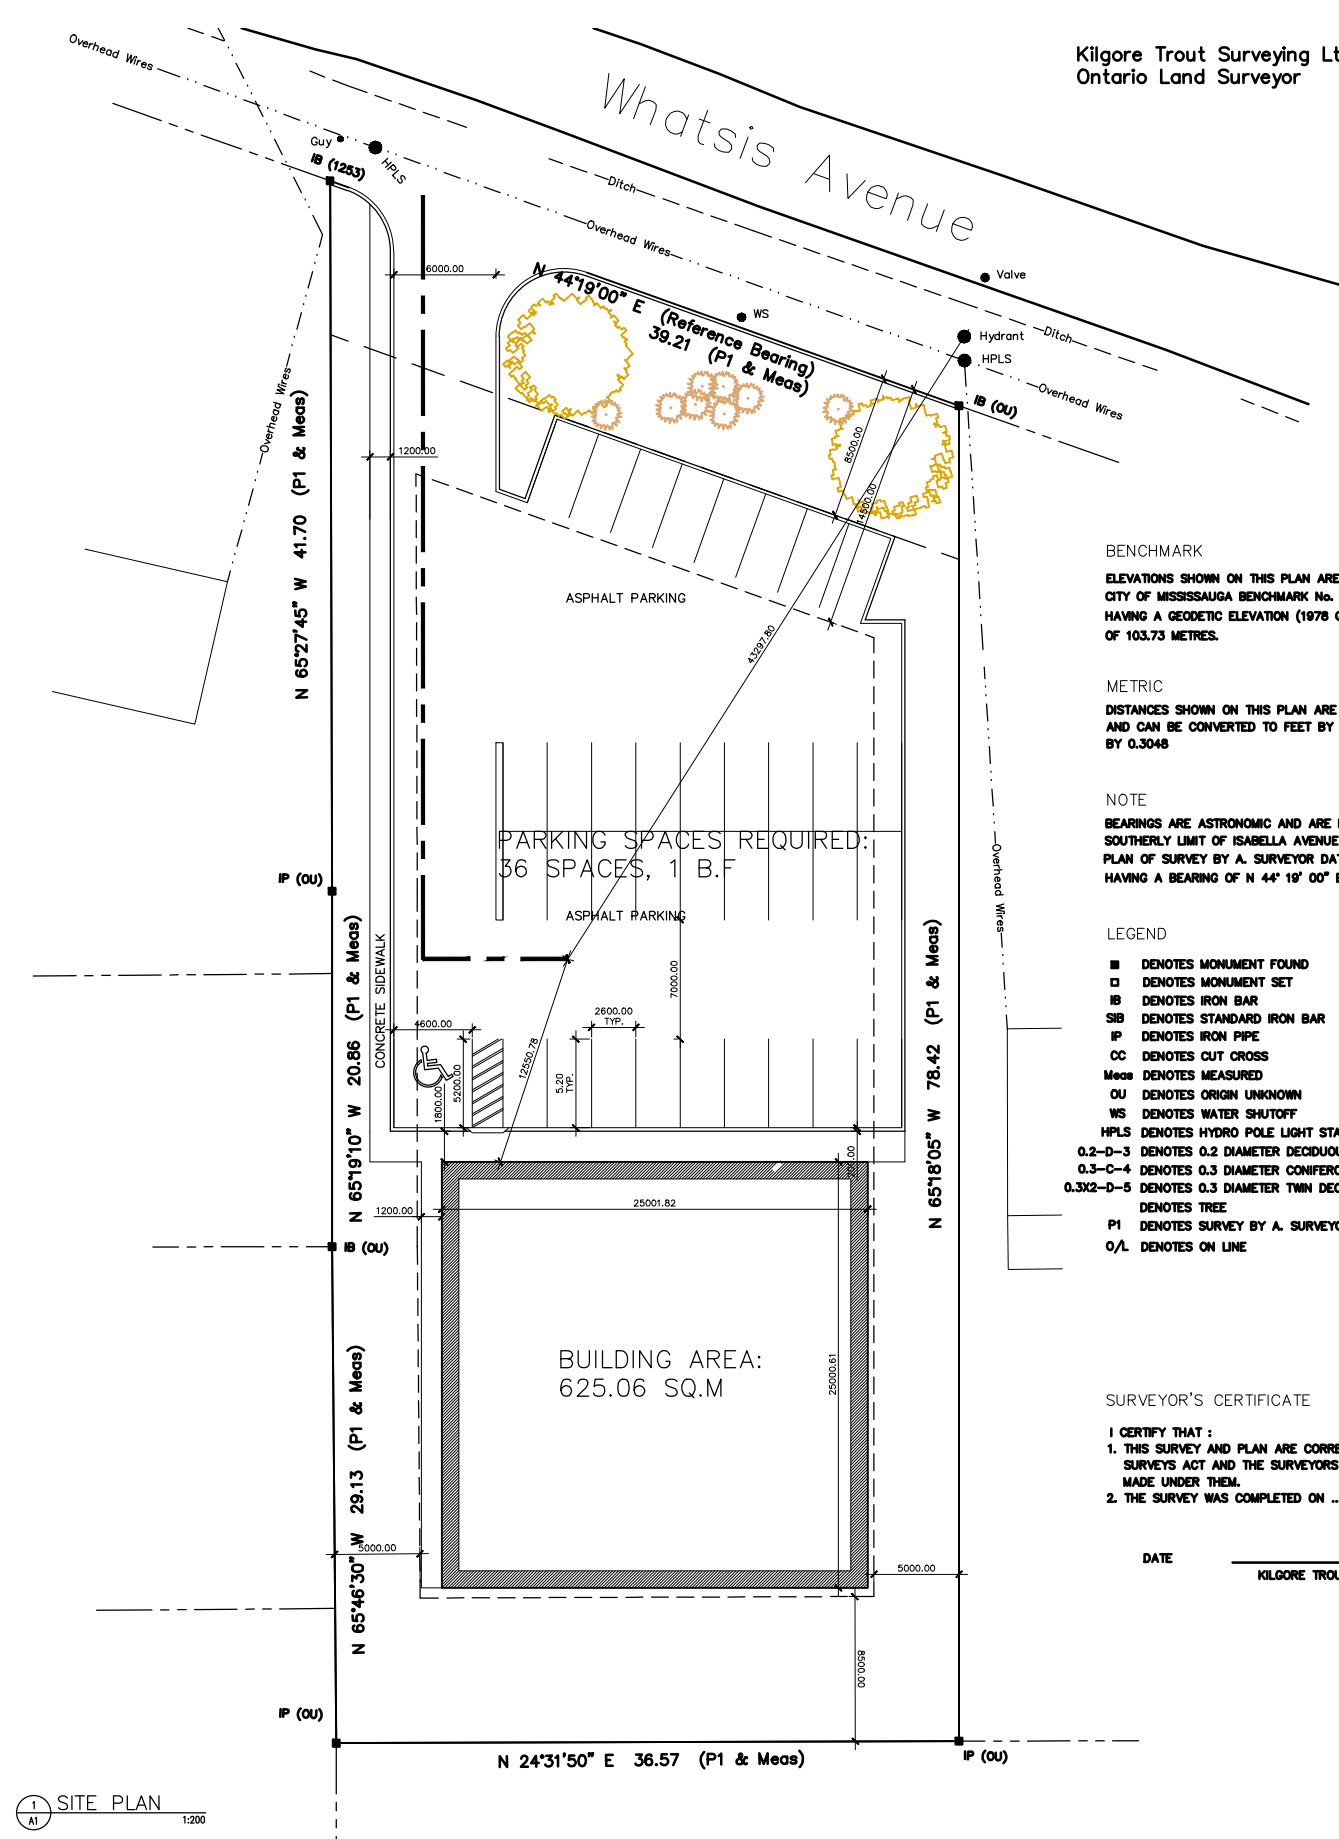 Kilgore Trout Surveying Lt
Ontario Land Surveyor
Overhead Wires
Whatsis Avenue
Guy
IB (1253)
HPLS
Ditch
Overhead Wires
Valve
6000.00
N 44°19'00" E (Reference Bearing)
39.21 (P1 & Meas)
WS
Hydrant
Ditch
HPLS
Overhead Wires
IB (OU)
Overhead Wires
N 65°27'45" W 41.70 (P1 & Meas)
1200.00
8500.00
14500.00
ASPHALT PARKING
43297.80
BENCHMARK
ELEVATIONS SHOWN ON THIS PLAN ARE
CITY OF MISSISSAUGA BENCHMARK No.
HAVING A GEODETIC ELEVATION (1978
OF 103.73 METRES.
METRIC
DISTANCES SHOWN ON THIS PLAN ARE
AND CAN BE CONVERTED TO FEET BY
BY 0.3048
NOTE
BEARINGS ARE ASTRONOMIC AND ARE
SOUTHERLY LIMIT OF ISABELLA AVENUE
PLAN OF SURVEY BY A. SURVEYOR DAT
HAVING A BEARING OF N 44° 19' 00" E
PARKING SPACES REQUIRED:
36 SPACES, 1 B.F
ASPHALT PARKING
IP (OU)
Overhead Wires
N 65°19'10" W 20.86 (P1 & Meas)
CONCRETE SIDEWALK
7000.00
N 65°18'05" W 78.42 (P1 & Meas)
4600.00
2600.00
TYP.
12550.78
5200.00
1800.00
5.20
TYP.
LEGEND
DENOTES MONUMENT FOUND
DENOTES MONUMENT SET
IB DENOTES IRON BAR
SIB DENOTES STANDARD IRON BAR
IP DENOTES IRON PIPE
CC DENOTES CUT CROSS
Meas DENOTES MEASURED
OU DENOTES ORIGIN UNKNOWN
WS DENOTES WATER SHUTOFF
HPLS DENOTES HYDRO POLE LIGHT STA
0.2-D-3 DENOTES 0.2 DIAMETER DECIDUOU
0.3-C-4 DENOTES 0.3 DIAMETER CONIFERO
0.3X2-D-5 DENOTES 0.3 DIAMETER TWIN DEC
DENOTES TREE
P1 DENOTES SURVEY BY A. SURVEYO
O/L DENOTES ON LINE
1200.00
25001.82
IB (OU)
BUILDING AREA:
625.06 SQ.M
25000.61
N 65°46'30" W 29.13 (P1 & Meas)
5000.00
5000.00
8500.00
SURVEYOR'S CERTIFICATE
I CERTIFY THAT :
1. THIS SURVEY AND PLAN ARE CORRE
SURVEYS ACT AND THE SURVEYORS
MADE UNDER THEM.
2. THE SURVEY WAS COMPLETED ON ..
DATE
KILGORE TROU
IP (OU)
N 24°31'50" E 36.57 (P1 & Meas)
IP (OU)
1
A1
SITE PLAN
1:200